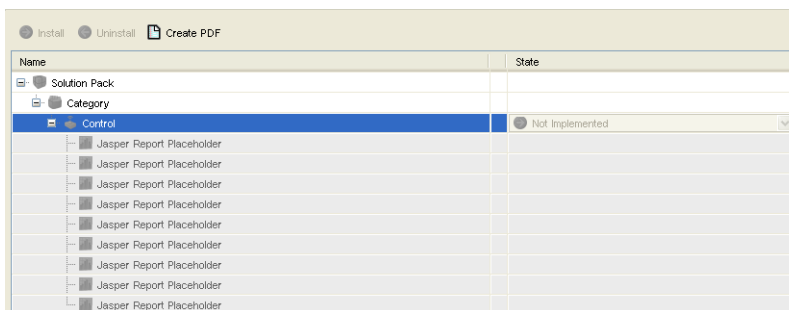 Install Uninstall Create PDF
Name State
Solution Pack
Category
Control Not Implemented
Jasper Report Placeholder
Jasper Report Placeholder
Jasper Report Placeholder
Jasper Report Placeholder
Jasper Report Placeholder
Jasper Report Placeholder
Jasper Report Placeholder
Jasper Report Placeholder
Jasper Report Placeholder